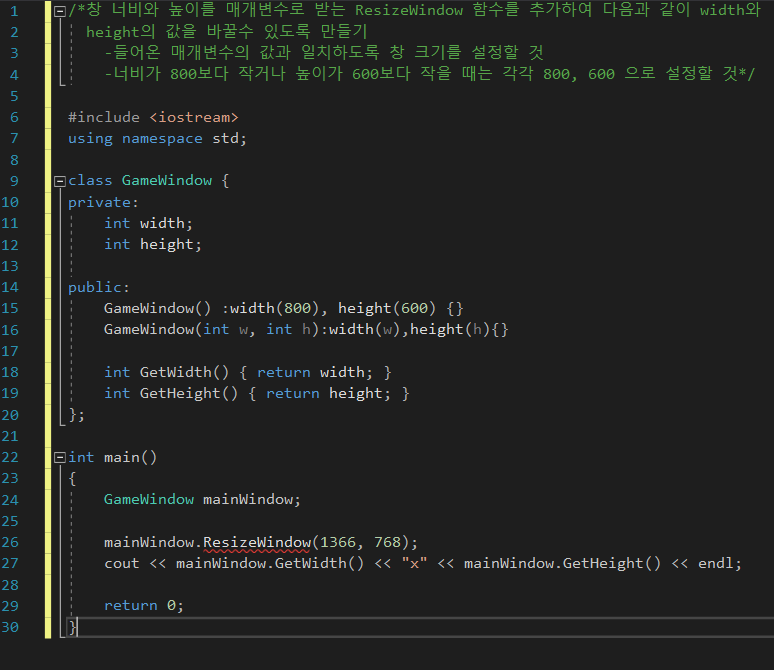 1 /*창 너비와 높이를 매개변수로 받는 ResizeWindow 함수를 추가하여 다음과 같이 width와
2 height의 값을 바꿀수 있도록 만들기
3 -들어온 매개변수의 값과 일치하도록 창 크기를 설정할 것
4 -너비가 800보다 작거나 높이가 600보다 작을 때는 각각 800, 600 으로 설정할 것*/
5
6 #include <iostream>
7 using namespace std;
8
9 class GameWindow {
10 private:
11 int width;
12 int height;
13
14 public:
15 GameWindow() :width(800), height(600) {}
16 GameWindow(int w, int h):width(w),height(h){}
17
18 int GetWidth() { return width; }
19 int GetHeight() { return height; }
20 };
21
22 int main()
23 {
24 GameWindow mainWindow;
25
26 mainWindow.ResizeWindow(1366, 768);
27 cout << mainWindow.GetWidth() << "x" << mainWindow.GetHeight() << endl;
28
29 return 0;
30 }